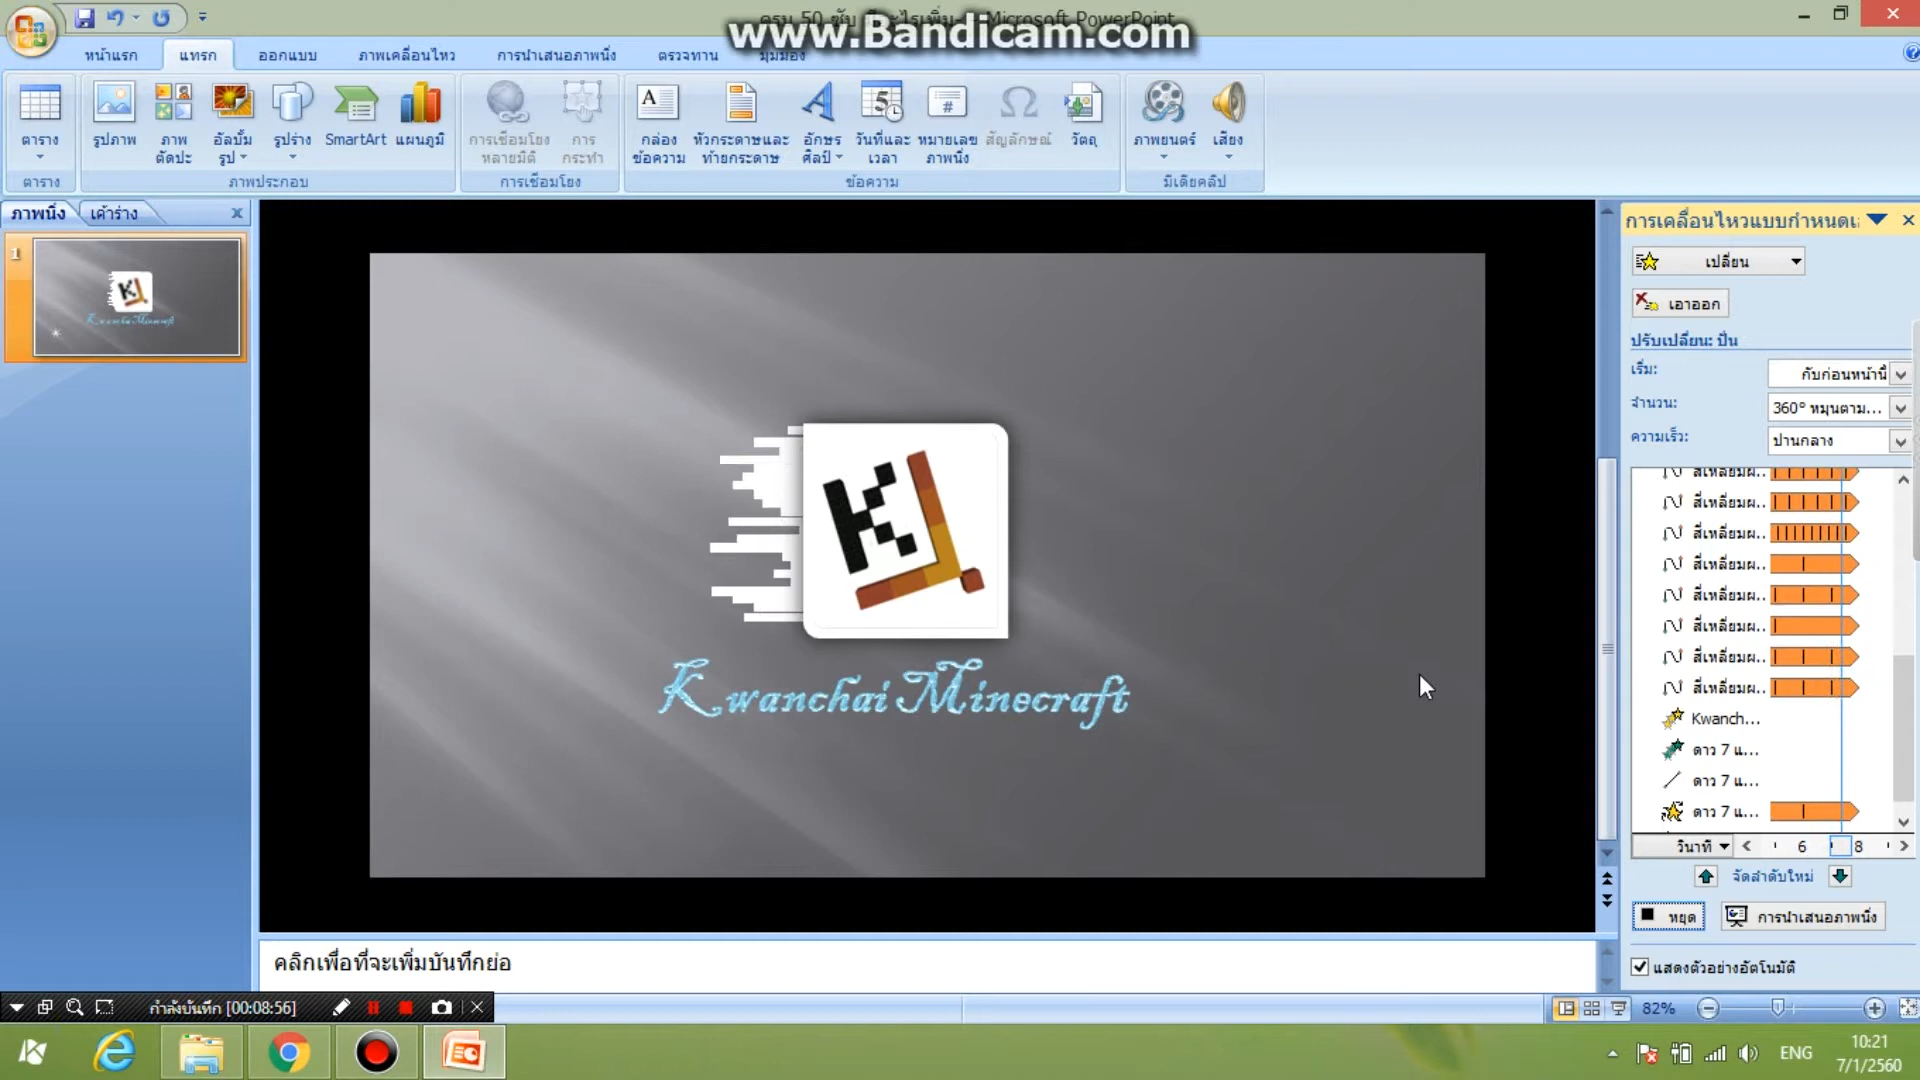 ครบ 50 ซับ มีอะไรเพิ่ม - Microsoft PowerPoint
www.Bandicam.com
หน้าแรก แทรก ออกแบบ ภาพเคลื่อนไหว การนำเสนอภาพนิ่ง ตรวจทาน มุมมอง
ตาราง รูปภาพ ภาพตัดปะ อัลบั้มรูป รูปร่าง SmartArt แผนภูมิ การเชื่อมโยงหลายมิติ การกระทำ กล่องข้อความ หัวกระดาษและท้ายกระดาษ อักษรศิลป์ วันที่และเวลา หมายเลขภาพนิ่ง สัญลักษณ์ วัตถุ ภาพยนตร์ เสียง
ตาราง ภาพประกอบ การเชื่อมโยง ข้อความ มีเดียคลิป
ภาพนิ่ง เค้าร่าง
1
Kwanchai Minecraft
K
Kwanchai Minecraft
คลิกเพื่อที่จะเพิ่มบันทึกย่อ
การเคลื่อนไหวแบบกำหนดเ
เปลี่ยน
เอาออก
ปรับเปลี่ยน: ปั่น
เริ่ม: กับก่อนหน้านี้
จำนวน: 360° หมุนตาม...
ความเร็ว: ปานกลาง
สี่เหลี่ยมผ..
สี่เหลี่ยมผ..
สี่เหลี่ยมผ..
สี่เหลี่ยมผ..
สี่เหลี่ยมผ..
สี่เหลี่ยมผ..
สี่เหลี่ยมผ..
สี่เหลี่ยมผ..
Kwanch...
ดาว 7 แ...
ดาว 7 แ...
ดาว 7 แ...
วินาที 6 8
จัดลำดับใหม่
หยุด การนำเสนอภาพนิ่ง
แสดงตัวอย่างอัตโนมัติ
กำลังบันทึก [00:08:56]
82%
ENG
10:21
7/1/2560